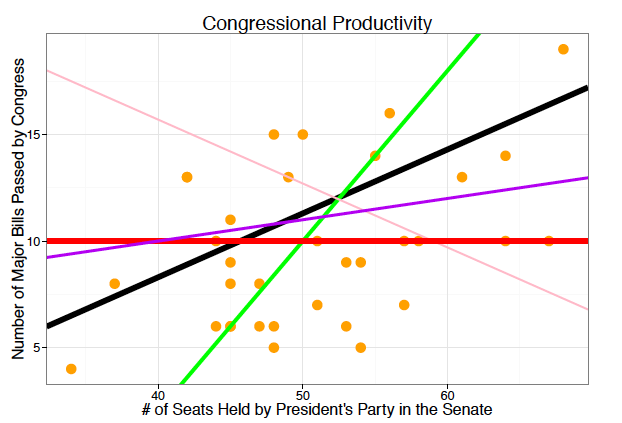 Congressional Productivity
Number of Major Bills Passed by Congress
15
10
5
40 50 60
# of Seats Held by President's Party in the Senate